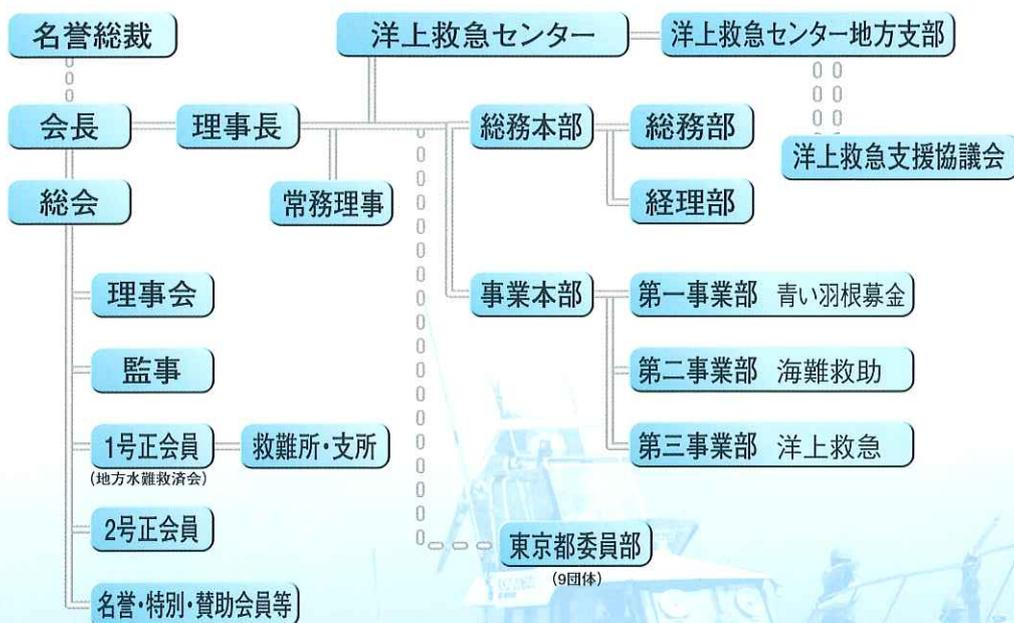 名誉総裁
洋上救急センター
洋上救急センター地方支部
会長
理事長
総務本部
総務部
洋上救急支援協議会
総会
常務理事
経理部
理事会
事業本部
第一事業部 青い羽根募金
監事
第二事業部 海難救助
1号正会員
(地方水難救済会)
救難所・支所
第三事業部 洋上救急
2号正会員
東京都委員部
(9団体)
名誉・特別・賛助会員等